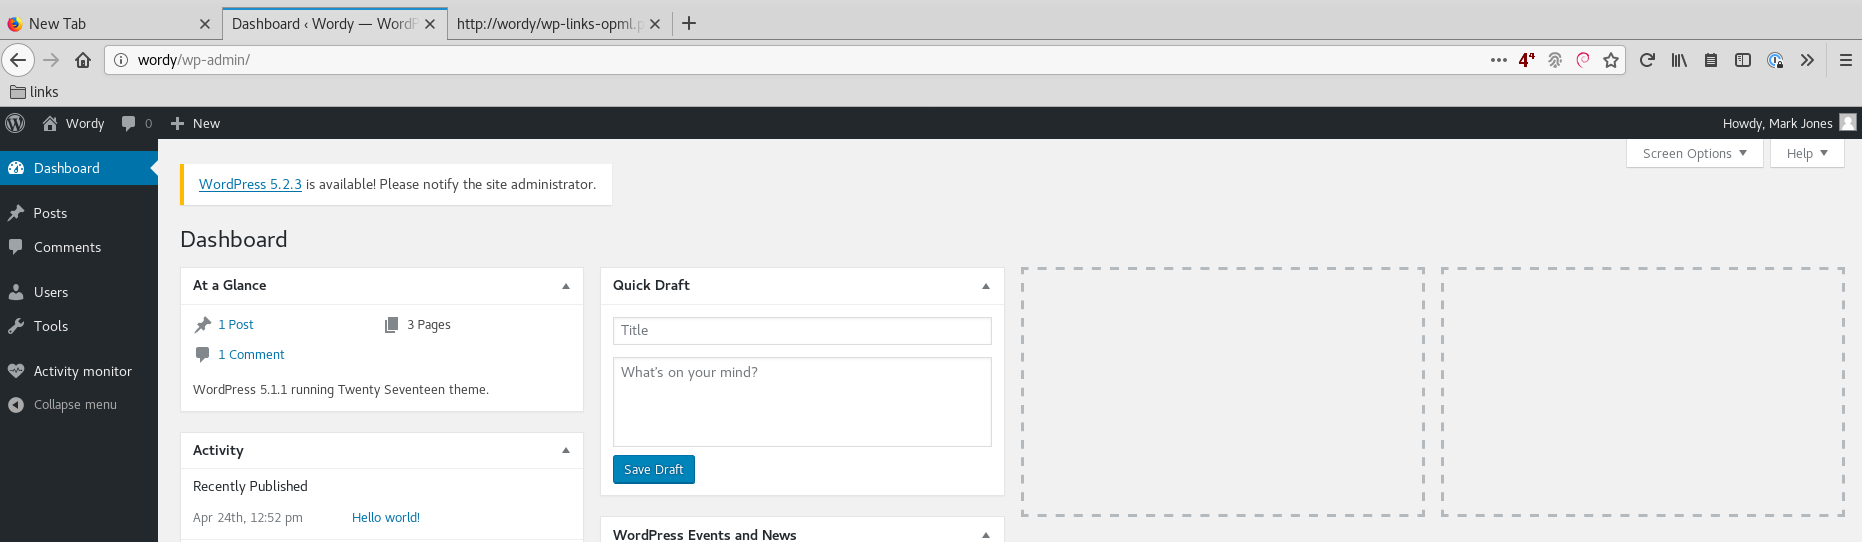 New Tab
Dashboard ‹ Wordy — WordP
http://wordy/wp-links-opml.p
wordy/wp-admin/
4⁴
links
Wordy
0
New
Howdy, Mark Jones
Dashboard
Screen Options
Help
WordPress 5.2.3 is available! Please notify the site administrator.
Posts
Comments
Dashboard
Users
Tools
Activity monitor
Collapse menu
At a Glance
1 Post
3 Pages
1 Comment
WordPress 5.1.1 running Twenty Seventeen theme.
Activity
Recently Published
Apr 24th, 12:52 pm
Hello world!
Quick Draft
Title
What's on your mind?
Save Draft
WordPress Events and News